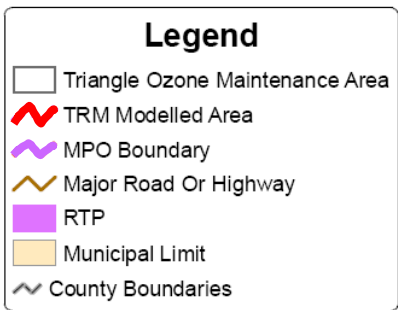 Legend
Triangle Ozone Maintenance Area
TRM Modelled Area
MPO Boundary
Major Road Or Highway
RTP
Municipal Limit
County Boundaries